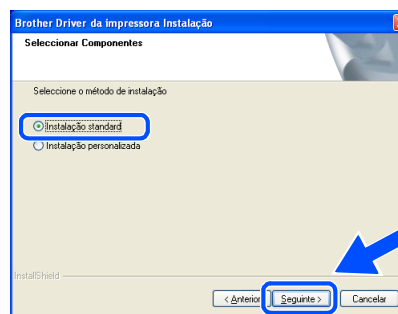 Brother Driver da impressora Instalação
Seleccionar Componentes
Seleccione o método de instalação
Instalação standard
Instalação personalizada
InstallShield
< Anterior Seguinte > Cancelar